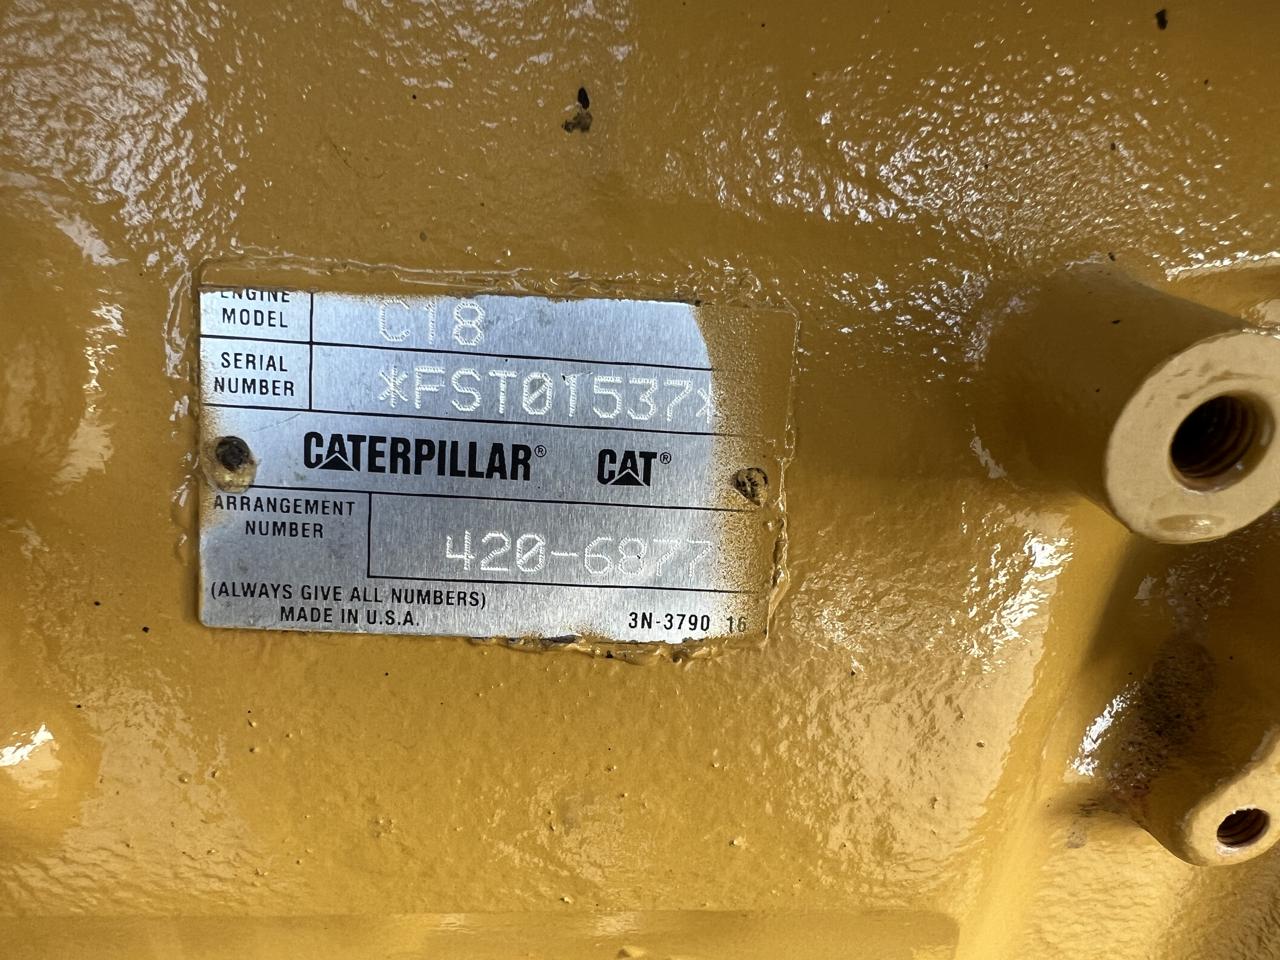 ENGINE MODEL C18
SERIAL NUMBER *FST01537*
CATERPILLAR® CAT®
ARRANGEMENT NUMBER 420-6877
(ALWAYS GIVE ALL NUMBERS)
MADE IN U.S.A. 3N-3790 16